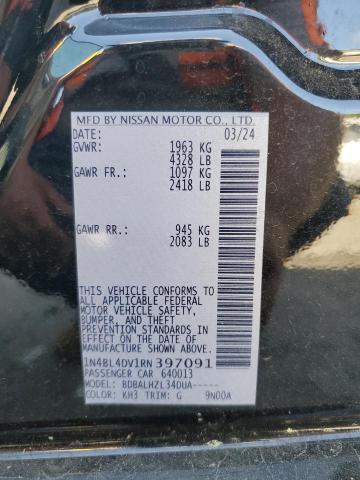 MFD BY NISSAN MOTOR CO., LTD.
DATE: 03/24
GVWR: 1963 KG
4328 LB
GAWR FR.: 1097 KG
2418 LB
GAWR RR.: 945 KG
2083 LB
THIS VEHICLE CONFORMS TO
ALL APPLICABLE FEDERAL
MOTOR VEHICLE SAFETY,
BUMPER, AND THEFT
PREVENTION STANDARDS
IN EFFECT ON THE DATE OF
MANUFACTURE SHOWN ABOVE.
1N4BL4DV1RN397091
PASSENGER CAR 640013
MODEL: BDBALHZL34DUA-----
COLOR: KH3 TRIM: G 9N00A